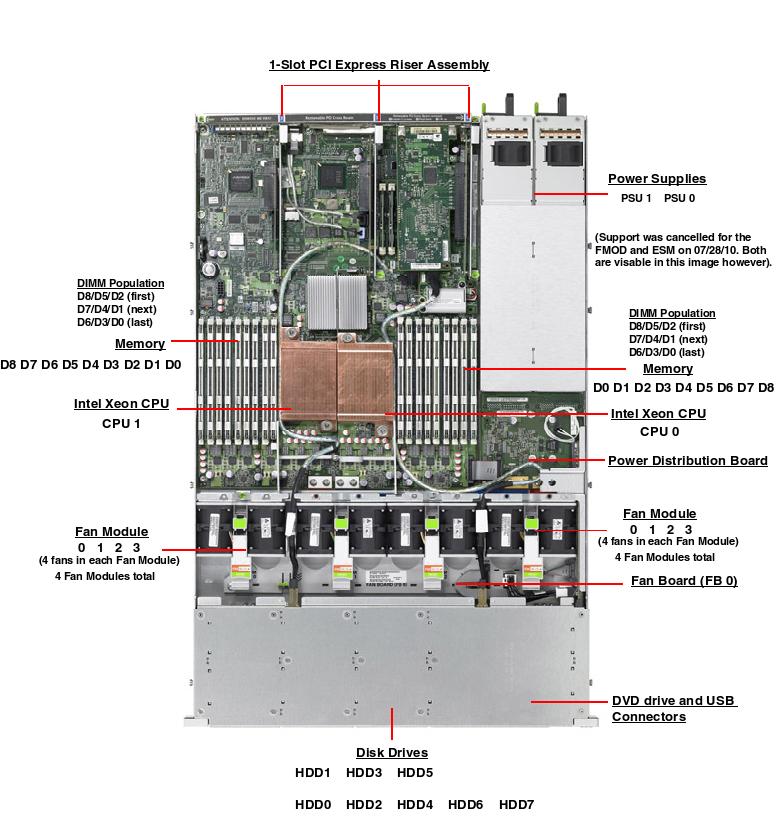 1-Slot PCI Express Riser Assembly
Power Supplies
PSU 1 PSU 0
(Support was cancelled for the
FMOD and ESM on 07/28/10. Both
are visable in this image however).
DIMM Population
D8/D5/D2 (first)
D7/D4/D1 (next)
D6/D3/D0 (last)
Memory
D8 D7 D6 D5 D4 D3 D2 D1 D0
DIMM Population
D8/D5/D2 (first)
D7/D4/D1 (next)
D6/D3/D0 (last)
Memory
D0 D1 D2 D3 D4 D5 D6 D7 D8
Intel Xeon CPU
CPU 1
Intel Xeon CPU
CPU 0
Power Distribution Board
Fan Module
0 1 2 3
(4 fans in each Fan Module)
4 Fan Modules total
Fan Module
0 1 2 3
(4 fans in each Fan Module)
4 Fan Modules total
FAN BOARD (FB 0)
Fan Board (FB 0)
DVD drive and USB
Connectors
Disk Drives
HDD1 HDD3 HDD5
HDD0 HDD2 HDD4 HDD6 HDD7